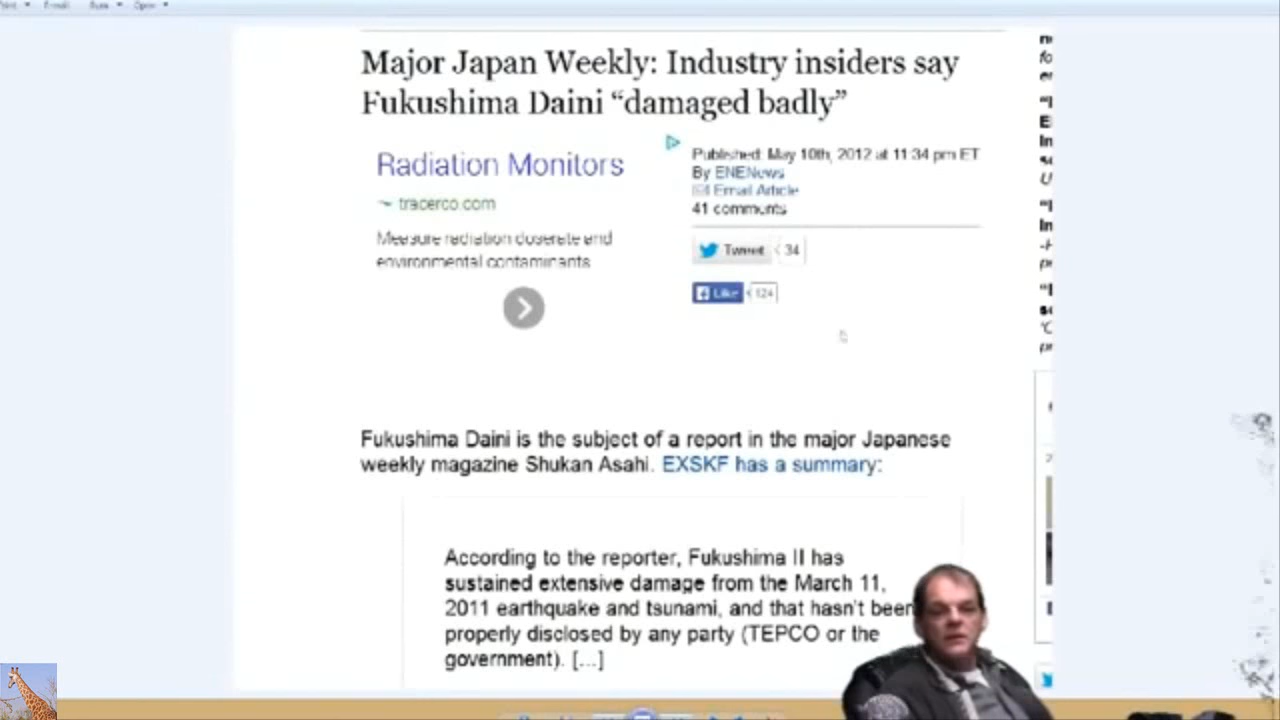 Major Japan Weekly: Industry insiders say
Fukushima Daini “damaged badly”
Radiation Monitors
tracerco.com
Measure radiation doserate and
environmental contaminants
Published: May 10th, 2012 at 11:34 pm ET
By ENENews
Email Article
41 comments
Tweet 34
Like 124
Fukushima Daini is the subject of a report in the major Japanese
weekly magazine Shukan Asahi. EXSKF has a summary:
According to the reporter, Fukushima II has
sustained extensive damage from the March 11,
2011 earthquake and tsunami, and that hasn't been
properly disclosed by any party (TEPCO or the
government). [...]